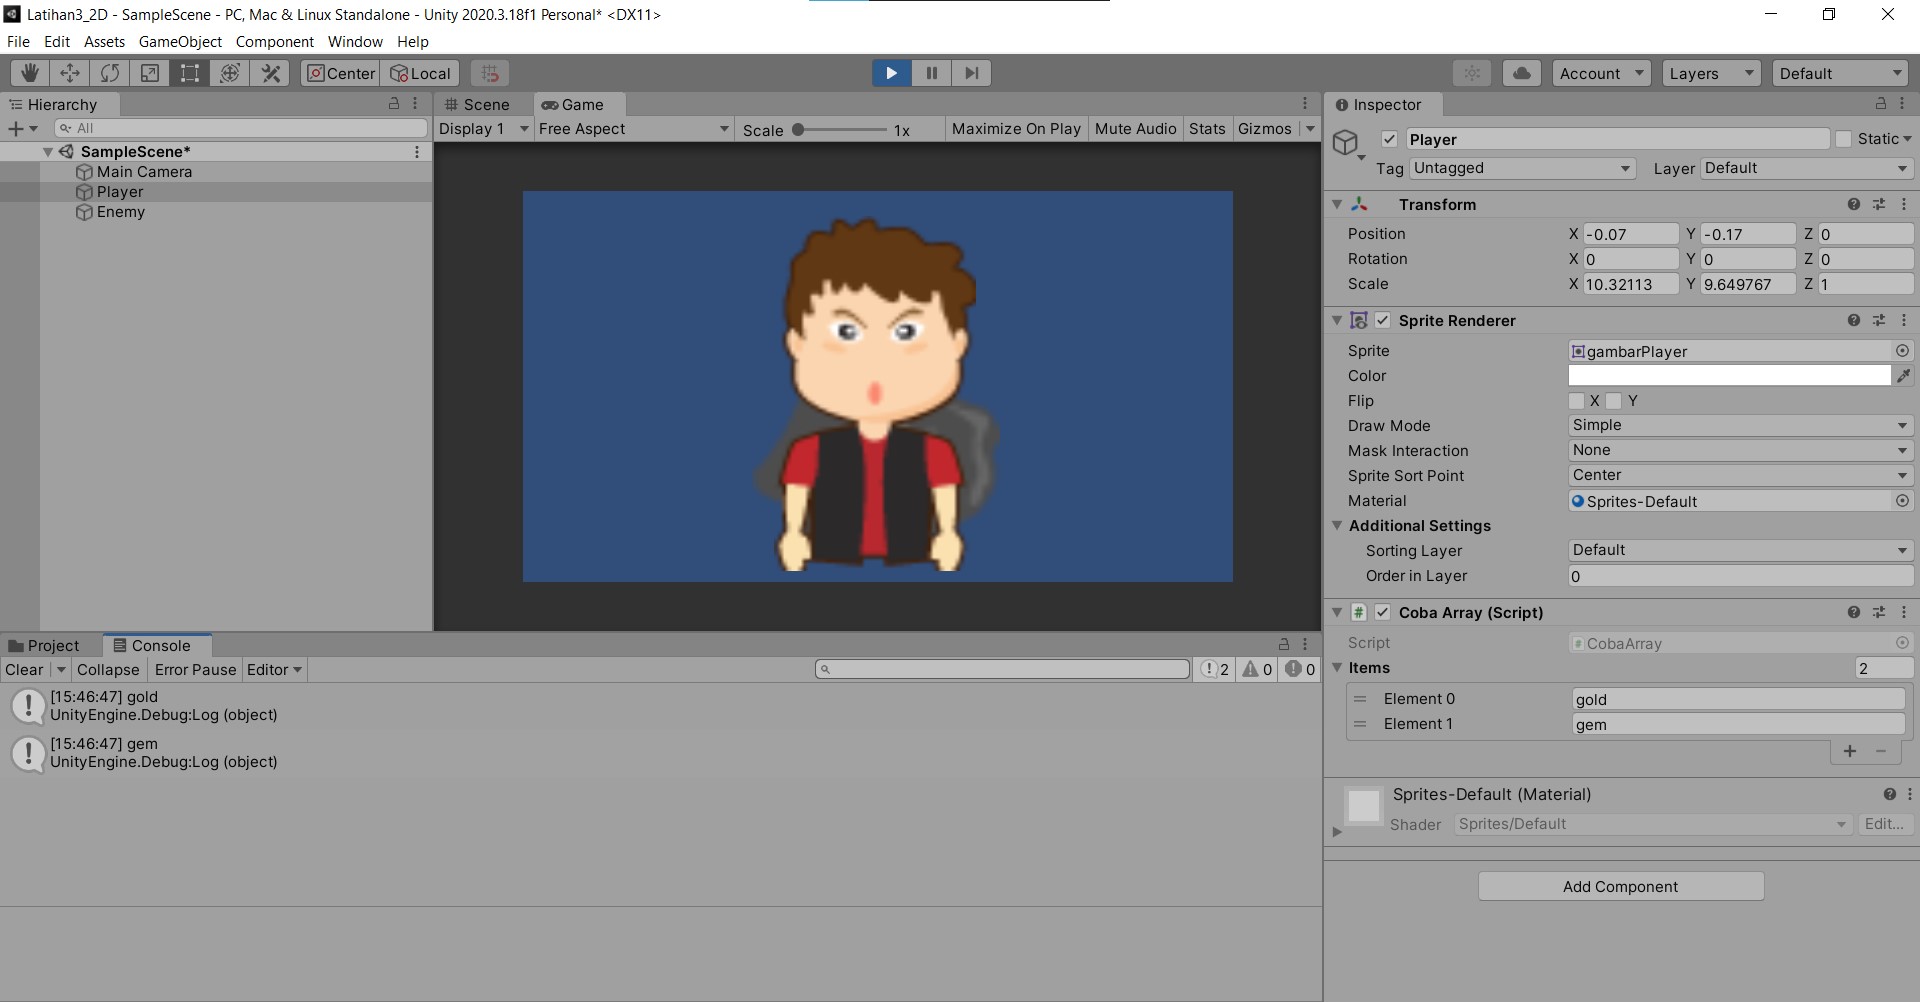 Latihan3_2D - SampleScene - PC, Mac & Linux Standalone - Unity 2020.3.18f1 Personal* <DX11>
File Edit Assets GameObject Component Window Help
Center Local Account Layers Default
Hierarchy
All
SampleScene*
Main Camera
Player
Enemy
Scene Game
Display 1 Free Aspect Scale 1x Maximize On Play Mute Audio Stats Gizmos
Project Console
Clear Collapse Error Pause Editor 2 0 0
[15:46:47] gold
UnityEngine.Debug:Log (object)
[15:46:47] gem
UnityEngine.Debug:Log (object)
Inspector
Player Static
Tag Untagged Layer Default
Transform
Position X -0.07 Y -0.17 Z 0
Rotation X 0 Y 0 Z 0
Scale X 10.32113 Y 9.649767 Z 1
Sprite Renderer
Sprite gambarPlayer
Color
Flip X Y
Draw Mode Simple
Mask Interaction None
Sprite Sort Point Center
Material Sprites-Default
Additional Settings
Sorting Layer Default
Order in Layer 0
# Coba Array (Script)
Script # CobaArray
Items 2
Element 0 gold
Element 1 gem
+ −
Sprites-Default (Material)
Shader Sprites/Default Edit...
Add Component